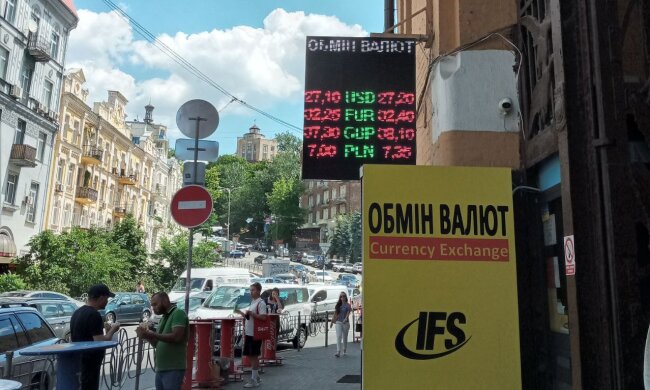 ОБМІН ВАЛЮТ
27,10 USD 27,20
32,25 EUR 32,40
37,30 GUP 38,10
7,00 PLN 7,35
ОБМІН ВАЛЮТ
Currency Exchange
IFS